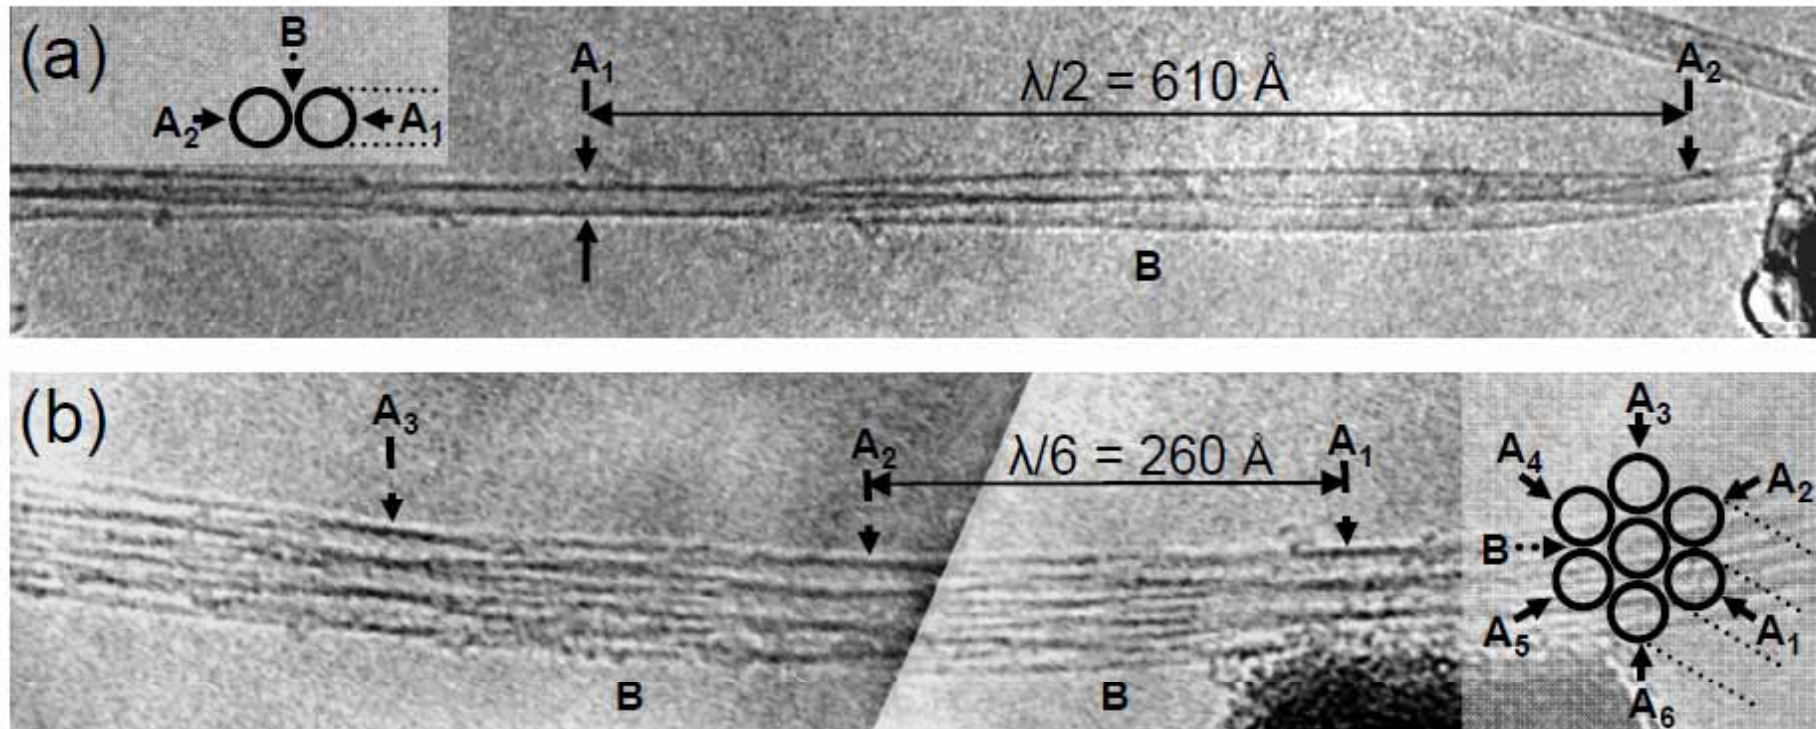 (a)
B
A₂
A₁
A₁
λ/2 = 610 Å
A₂
B
(b)
A₃
A₂
λ/6 = 260 Å
A₁
B
B
A₃
A₄
A₂
B
A₅
A₁
A₆